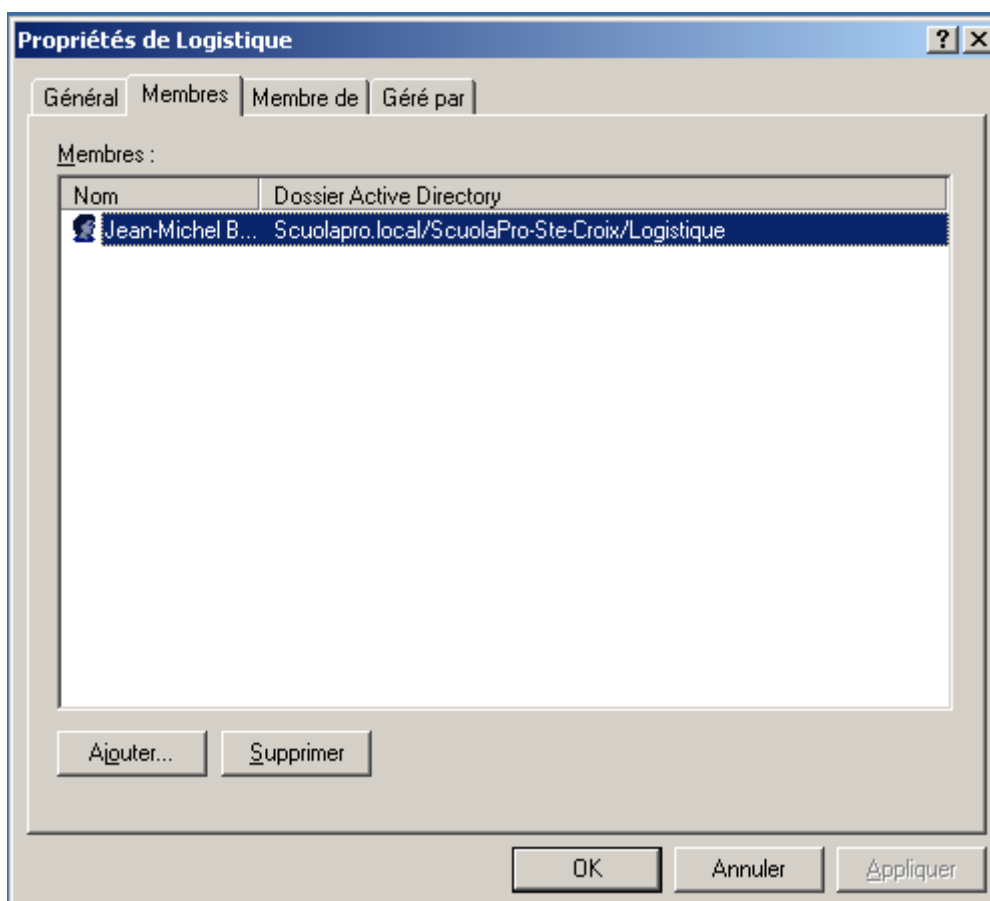 Propriétés de Logistique
Général Membres Membre de Géré par
Membres :
Nom Dossier Active Directory
Jean-Michel B... Scuolapro.local/ScuolaPro-Ste-Croix/Logistique
Ajouter... Supprimer
OK Annuler Appliquer